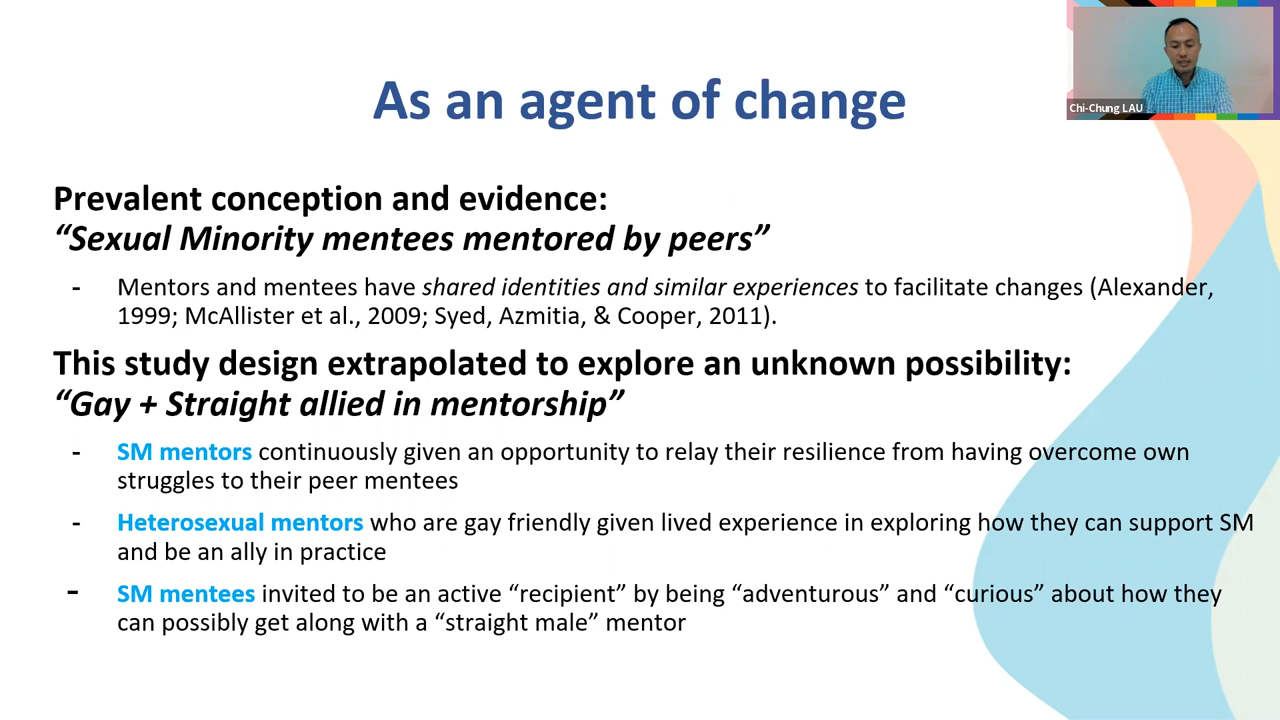 Chi-Chung LAU
As an agent of change
Prevalent conception and evidence:
“Sexual Minority mentees mentored by peers”
- Mentors and mentees have shared identities and similar experiences to facilitate changes (Alexander,
1999; McAllister et al., 2009; Syed, Azmitia, & Cooper, 2011).
This study design extrapolated to explore an unknown possibility:
“Gay + Straight allied in mentorship”
- SM mentors continuously given an opportunity to relay their resilience from having overcome own
struggles to their peer mentees
- Heterosexual mentors who are gay friendly given lived experience in exploring how they can support SM
and be an ally in practice
- SM mentees invited to be an active “recipient” by being “adventurous” and “curious” about how they
can possibly get along with a “straight male” mentor